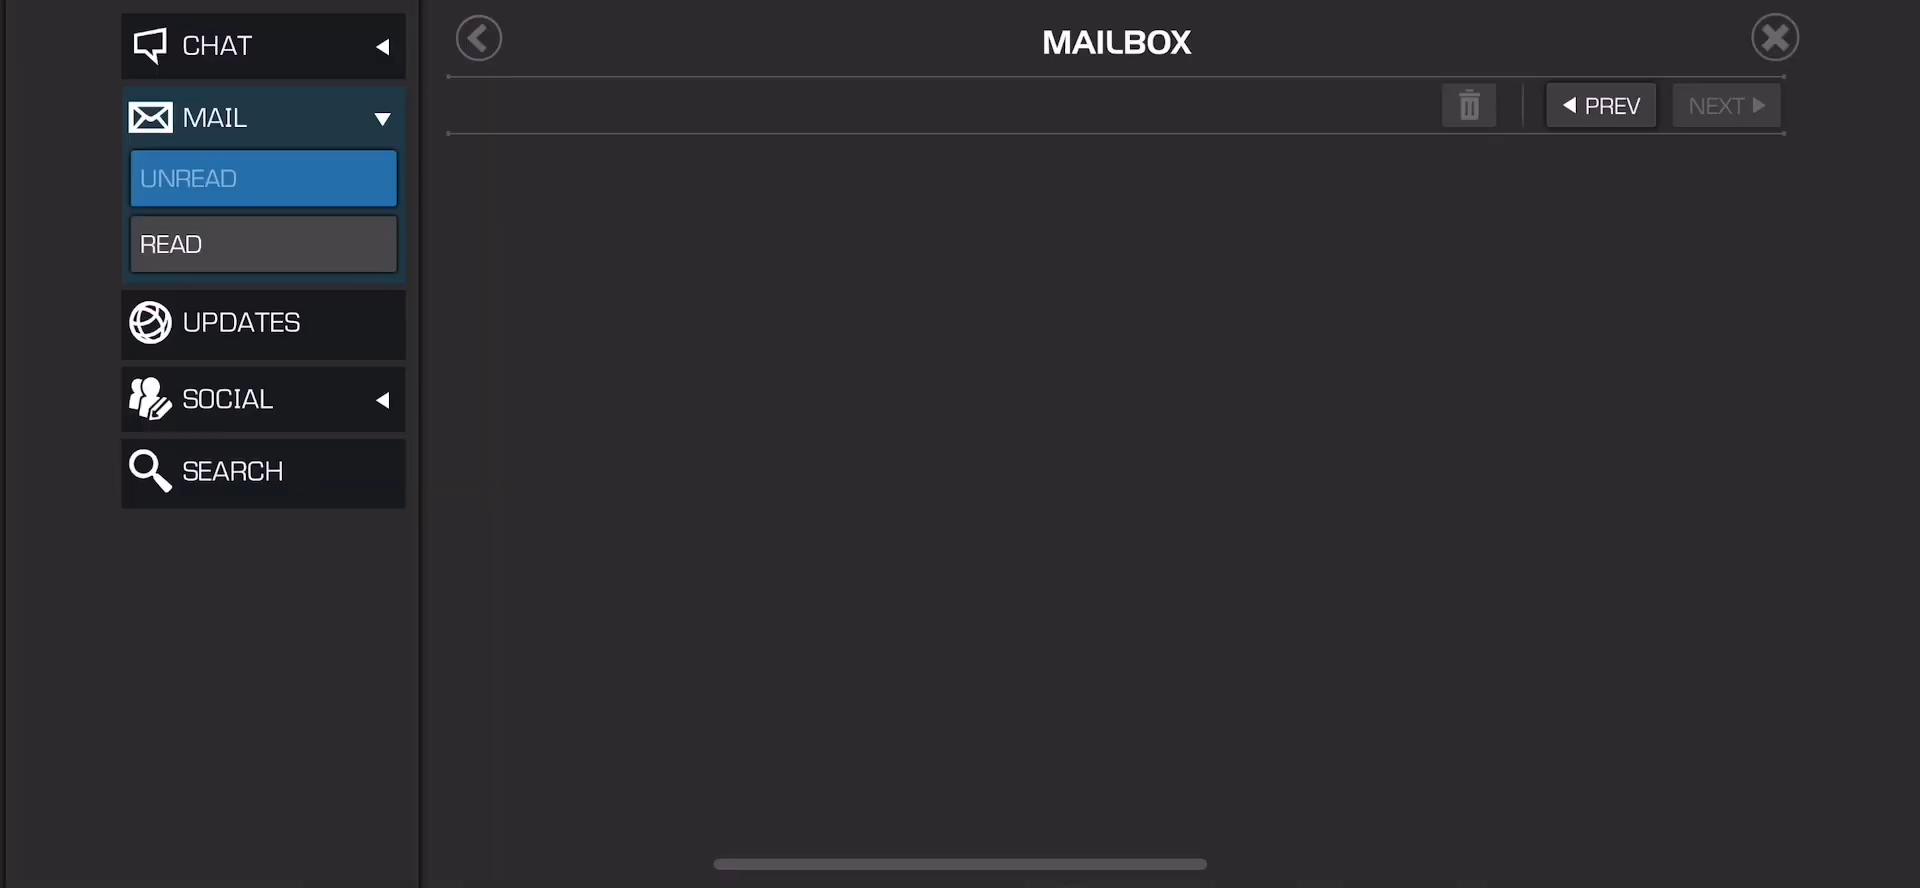 CHAT
MAIL
UNREAD
READ
UPDATES
SOCIAL
SEARCH
MAILBOX
PREV
NEXT